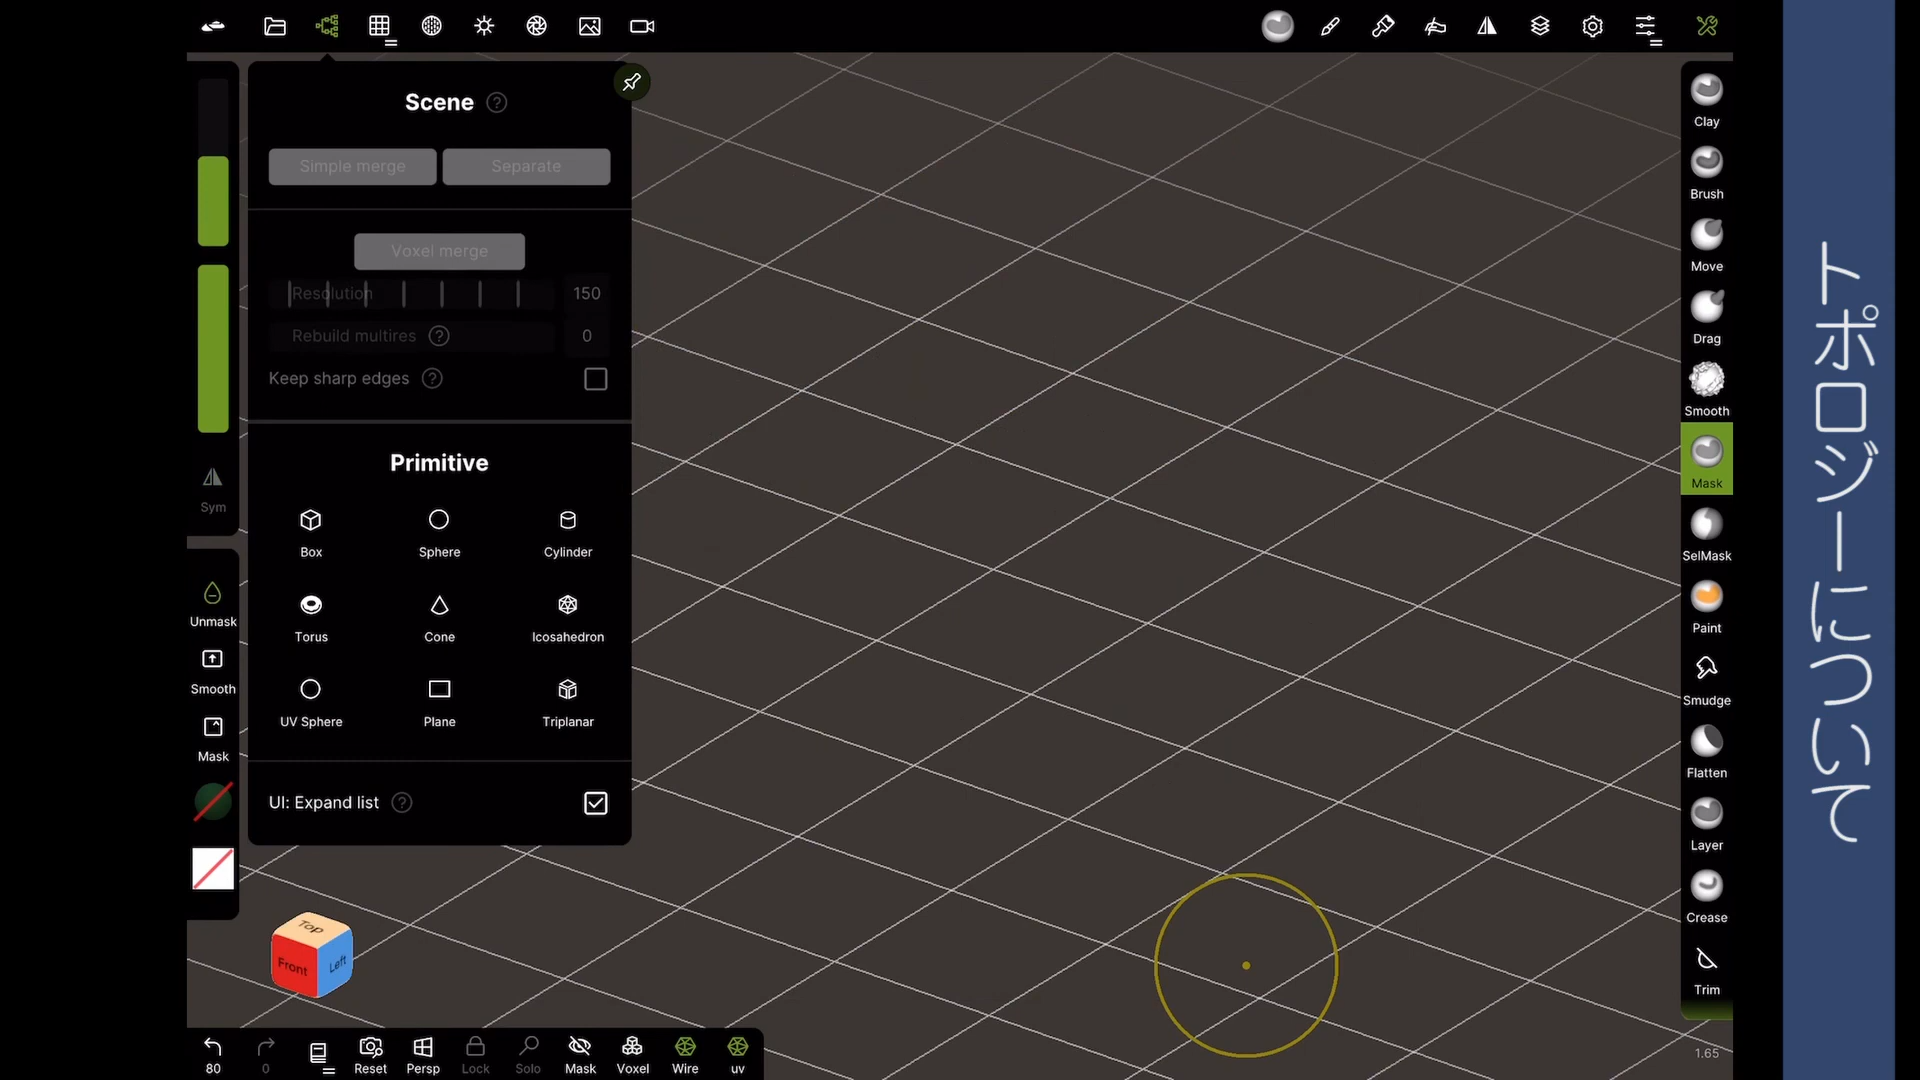 Scene ?
Simple merge
Separate
Voxel merge
Resolution
150
Rebuild multires ?
0
Keep sharp edges ?
Primitive
Box
Sphere
Cylinder
Torus
Cone
Icosahedron
UV Sphere
Plane
Triplanar
UI: Expand list ?
Sym
Unmask
Smooth
Mask
Top
Front
Left
80
0
Reset
Persp
Lock
Solo
Mask
Voxel
Wire
uv
Clay
Brush
Move
Drag
Smooth
Mask
SelMask
Paint
Smudge
Flatten
Layer
Crease
Trim
1.65
トポロジーについて